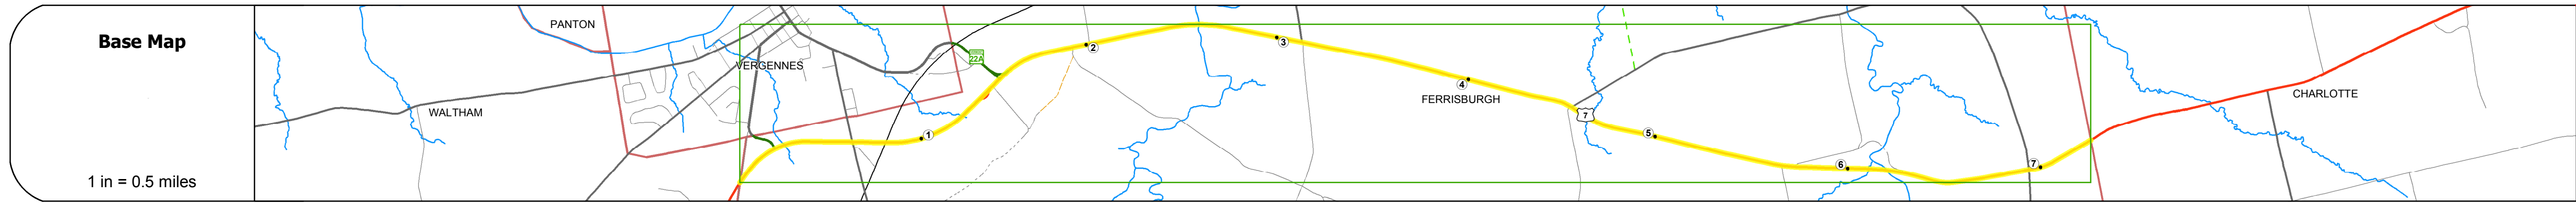 Base Map
1 in = 0.5 miles
PANTON
VERGENNES
WALTHAM
22A
1
2
3
4
FERRISBURGH
7
5
6
7
CHARLOTTE